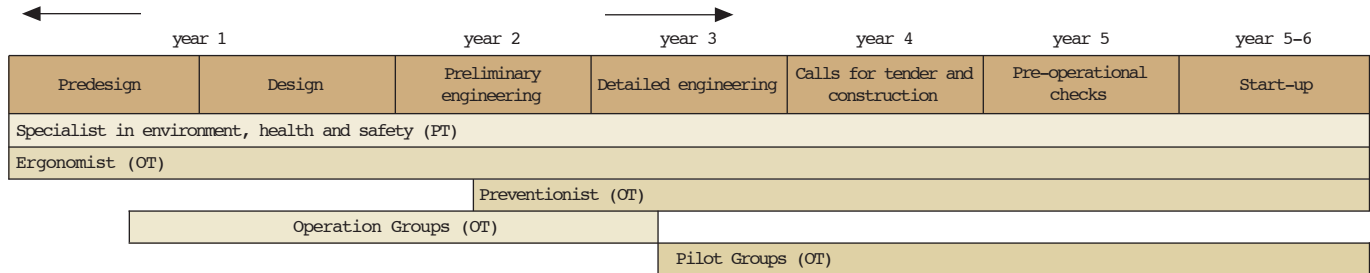 year 1 year 2 year 3 year 4 year 5 year 5-6
Predesign Design Preliminary engineering Detailed engineering Calls for tender and construction Pre-operational checks Start-up
Specialist in environment, health and safety (PT)
Ergonomist (OT)
Preventionist (OT)
Operation Groups (OT)
Pilot Groups (OT)